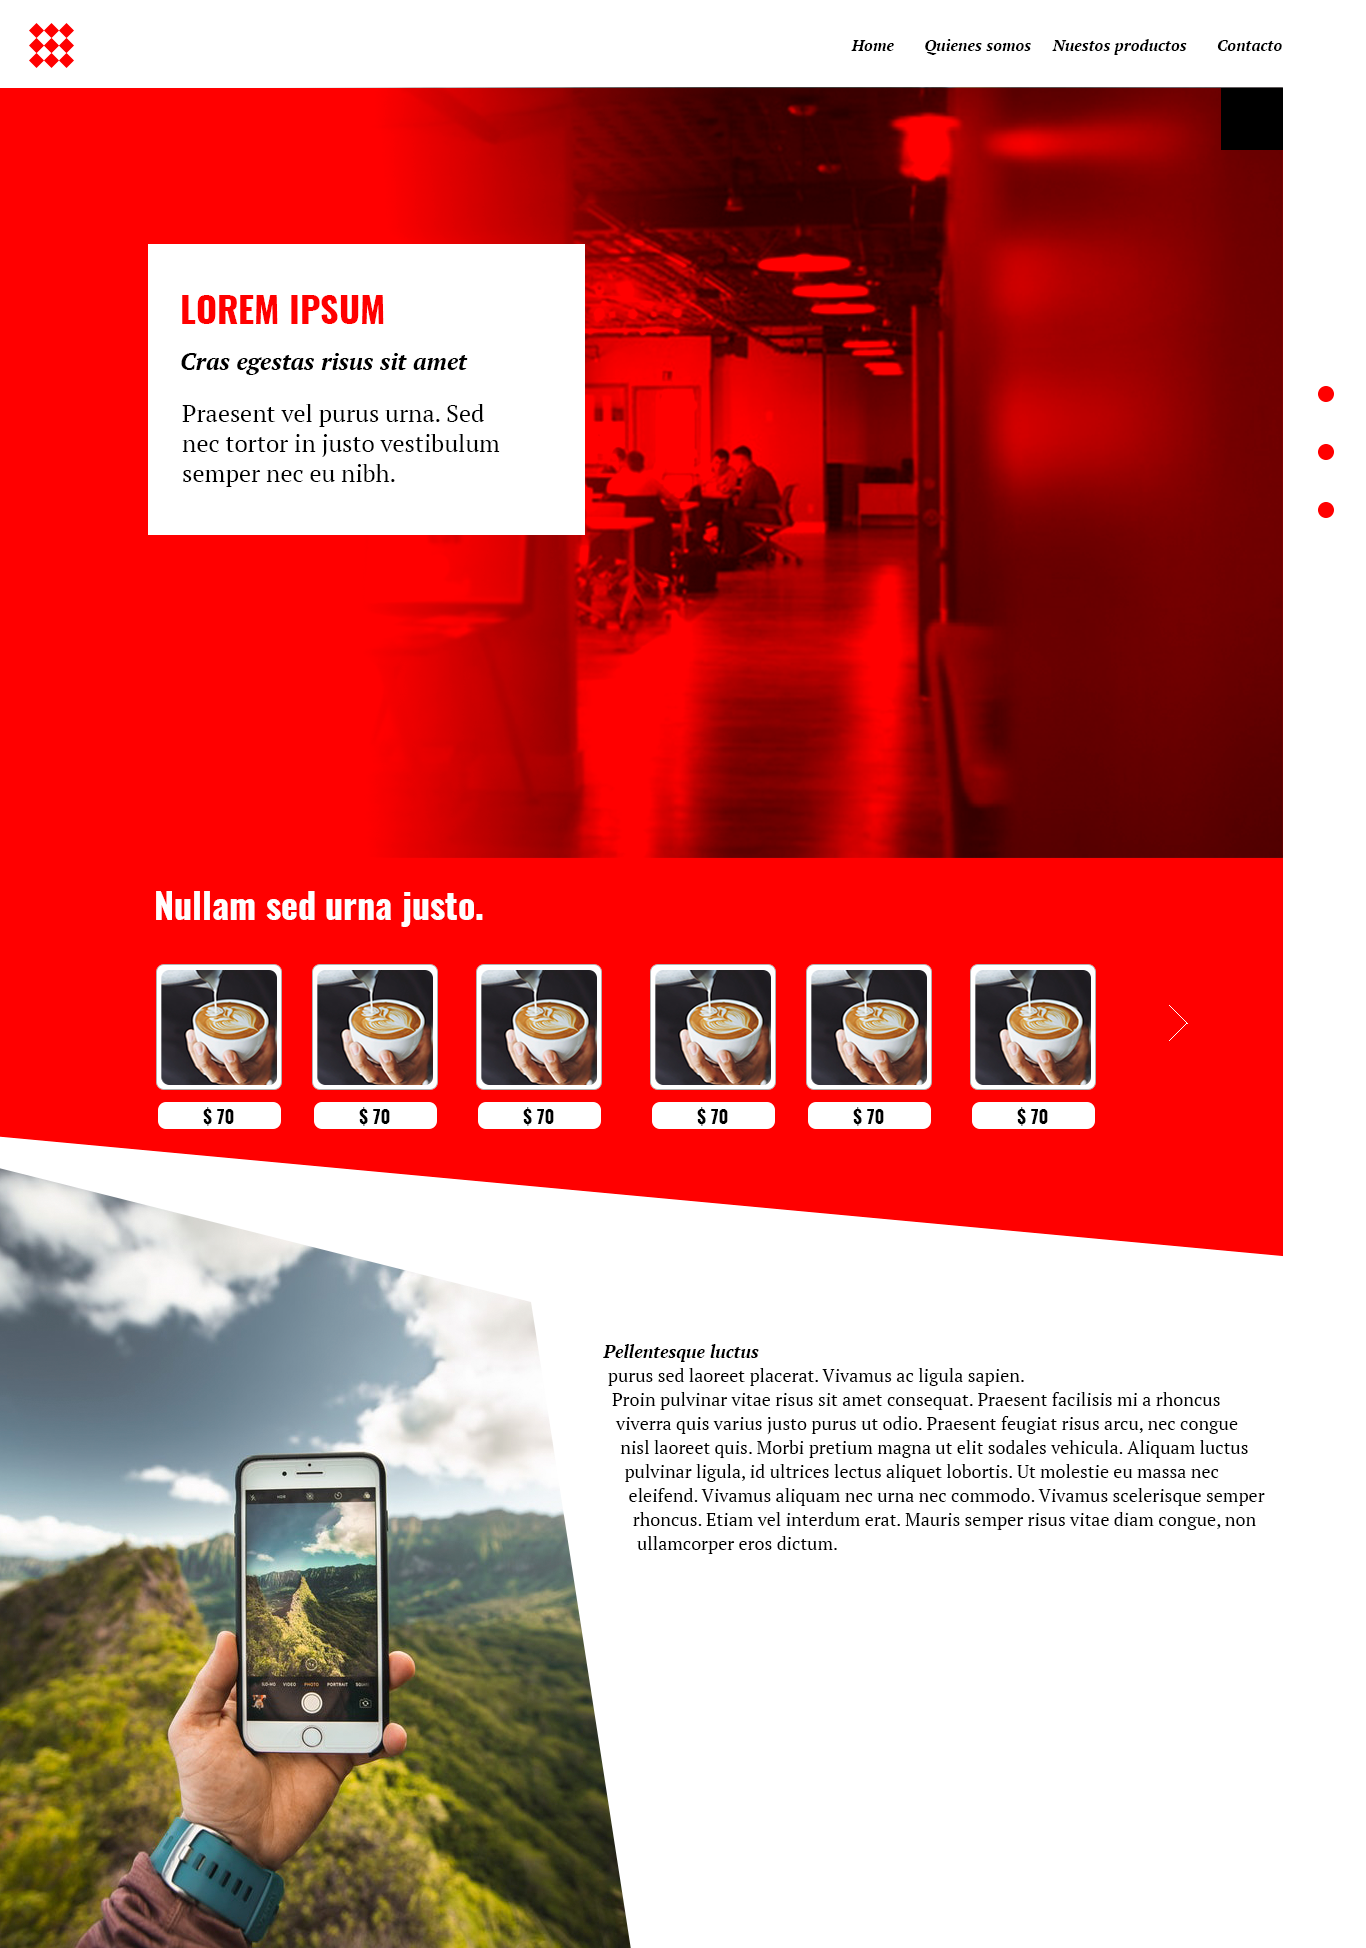 Home Quienes somos Nuestos productos Contacto
LOREM IPSUM
Cras egestas risus sit amet
Praesent vel purus urna. Sed
nec tortor in justo vestibulum
semper nec eu nibh.
Nullam sed urna justo.
$ 70 $ 70 $ 70 $ 70 $ 70 $ 70
Pellentesque luctus
purus sed laoreet placerat. Vivamus ac ligula sapien.
Proin pulvinar vitae risus sit amet consequat. Praesent facilisis mi a rhoncus
viverra quis varius justo purus ut odio. Praesent feugiat risus arcu, nec congue
nisl laoreet quis. Morbi pretium magna ut elit sodales vehicula. Aliquam luctus
pulvinar ligula, id ultrices lectus aliquet lobortis. Ut molestie eu massa nec
eleifend. Vivamus aliquam nec urna nec commodo. Vivamus scelerisque semper
rhoncus. Etiam vel interdum erat. Mauris semper risus vitae diam congue, non
ullamcorper eros dictum.
HDR
VIDEO PHOTO PORTRAIT